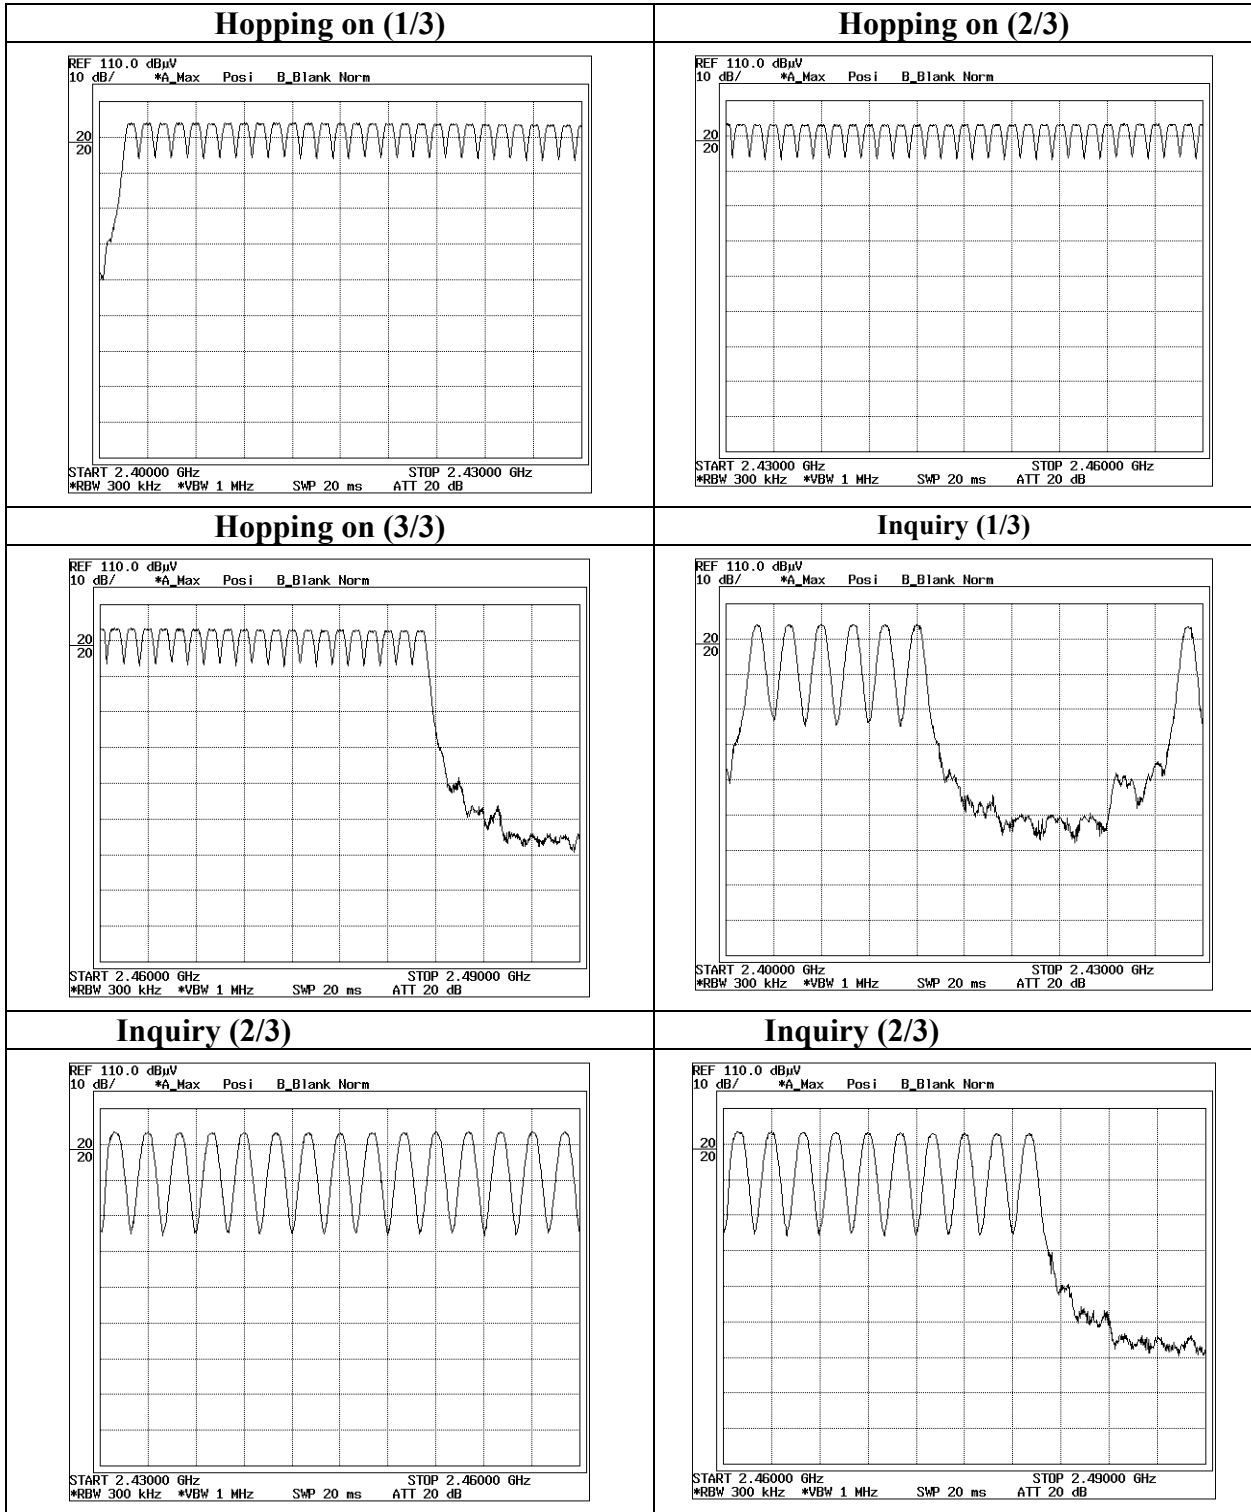 Hopping on (1/3)
Hopping on (2/3)
REF 110.0 dBµV
10 dB/ *A_Max Posi B_Blank Norm
20
20
START 2.40000 GHz STOP 2.43000 GHz
*RBW 300 kHz *VBW 1 MHz SWP 20 ms ATT 20 dB
REF 110.0 dBµV
10 dB/ *A_Max Posi B_Blank Norm
20
20
START 2.43000 GHz STOP 2.46000 GHz
*RBW 300 kHz *VBW 1 MHz SWP 20 ms ATT 20 dB
Hopping on (3/3)
Inquiry (1/3)
REF 110.0 dBµV
10 dB/ *A_Max Posi B_Blank Norm
20
20
START 2.46000 GHz STOP 2.49000 GHz
*RBW 300 kHz *VBW 1 MHz SWP 20 ms ATT 20 dB
REF 110.0 dBµV
10 dB/ *A_Max Posi B_Blank Norm
20
20
START 2.40000 GHz STOP 2.43000 GHz
*RBW 300 kHz *VBW 1 MHz SWP 20 ms ATT 20 dB
Inquiry (2/3)
Inquiry (2/3)
REF 110.0 dBµV
10 dB/ *A_Max Posi B_Blank Norm
20
20
START 2.43000 GHz STOP 2.46000 GHz
*RBW 300 kHz *VBW 1 MHz SWP 20 ms ATT 20 dB
REF 110.0 dBµV
10 dB/ *A_Max Posi B_Blank Norm
20
20
START 2.46000 GHz STOP 2.49000 GHz
*RBW 300 kHz *VBW 1 MHz SWP 20 ms ATT 20 dB